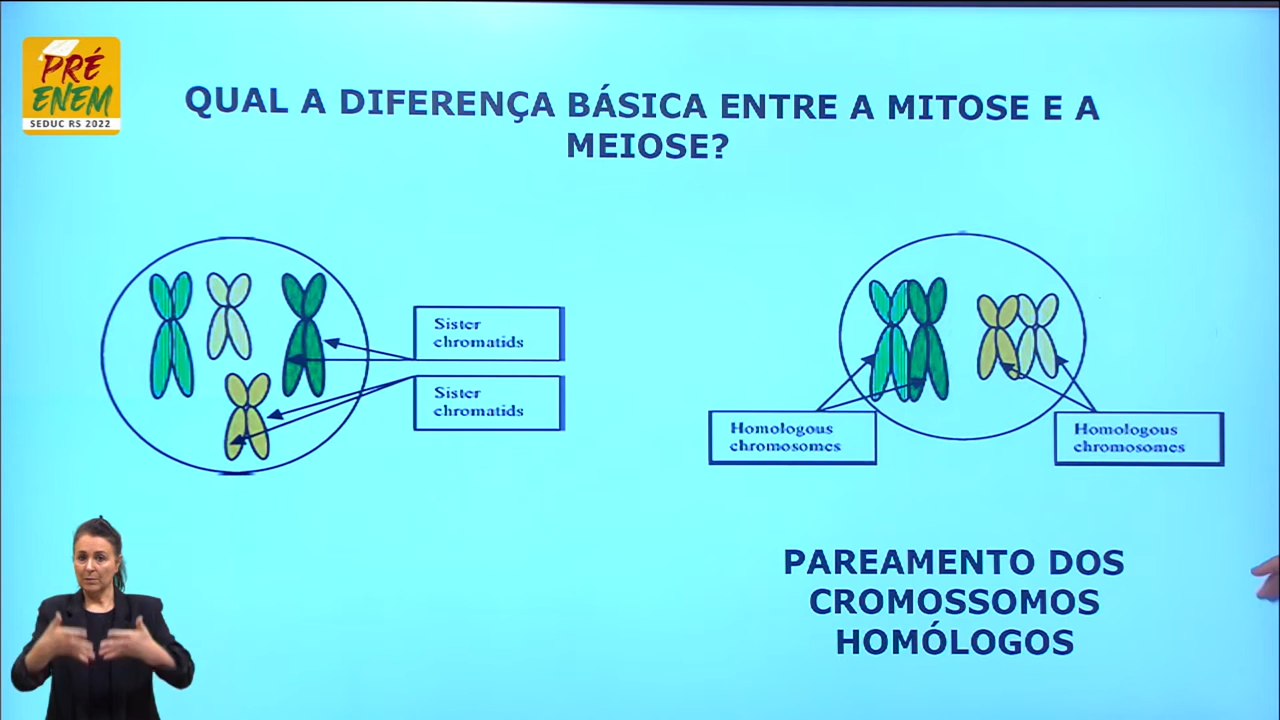 PRÉ
ENEM
SEDUC RS 2022
QUAL A DIFERENÇA BÁSICA ENTRE A MITOSE E A
MEIOSE?
Sister
chromatids
Sister
chromatids
Homologous
chromosomes
Homologous
chromosomes
PAREAMENTO DOS
CROMOSSOMOS
HOMÓLOGOS